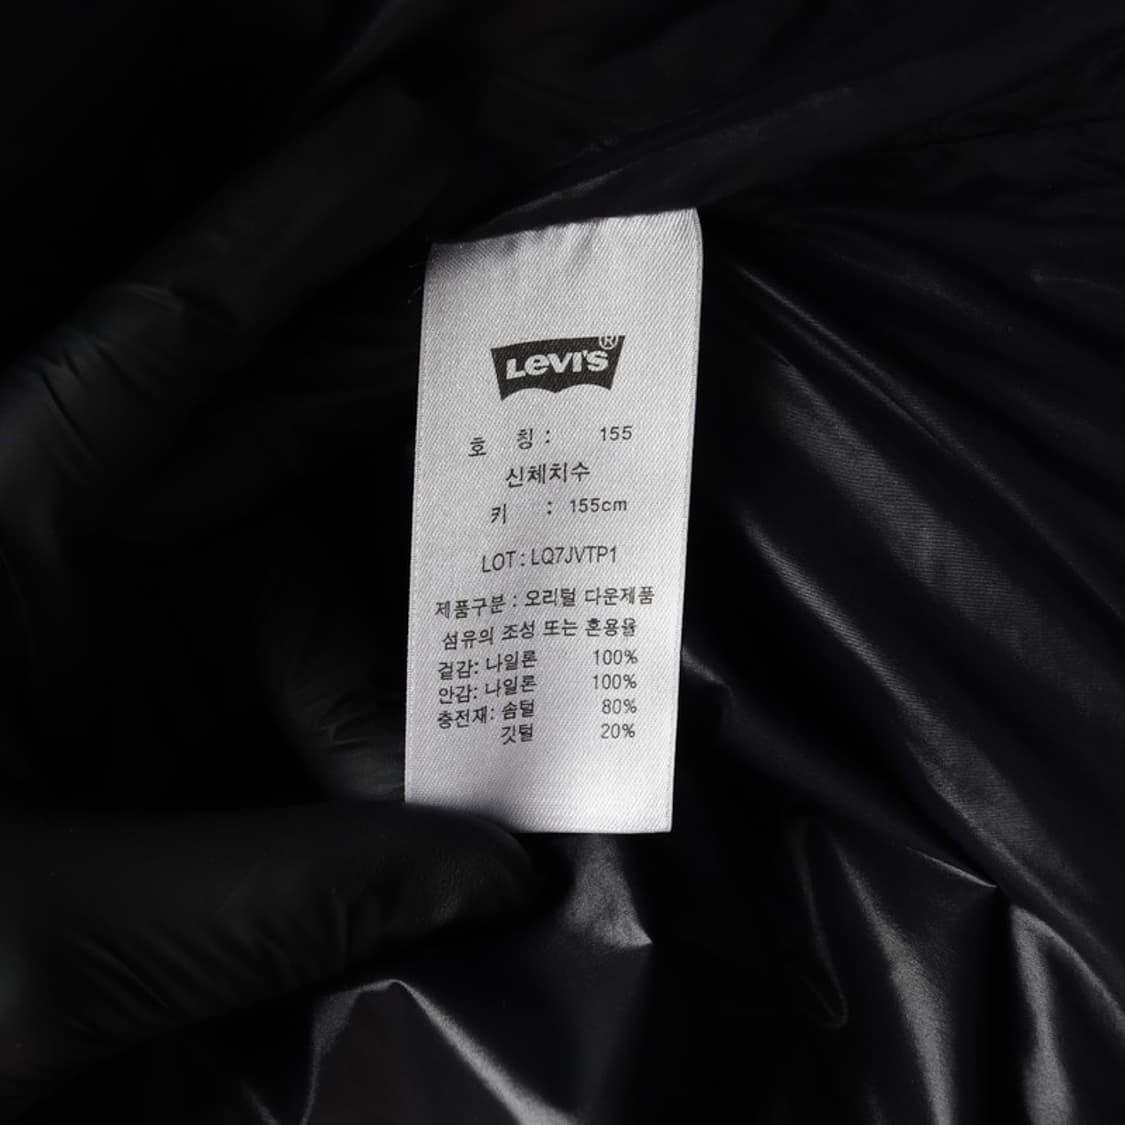 LEVI'S®
호 칭 : 155
신체치수
키 : 155cm
LOT : LQ7JVTP1
제품구분 : 오리털 다운제품
섬유의 조성 또는 혼용율
겉감: 나일론 100%
안감: 나일론 100%
충전재: 솜털 80%
깃털 20%